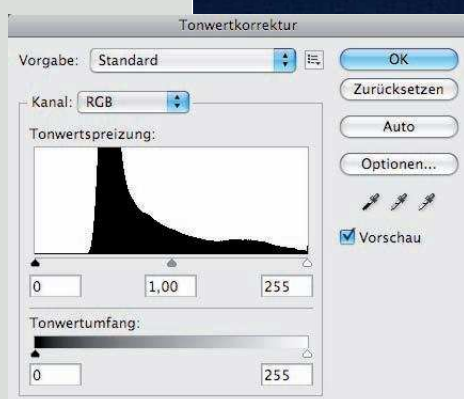 Tonwertkorrektur
Vorgabe: Standard
OK
Zurücksetzen
Kanal: RGB
Auto
Tonwertspreizung:
Optionen...
Vorschau
0 1,00 255
Tonwertumfang:
0 255